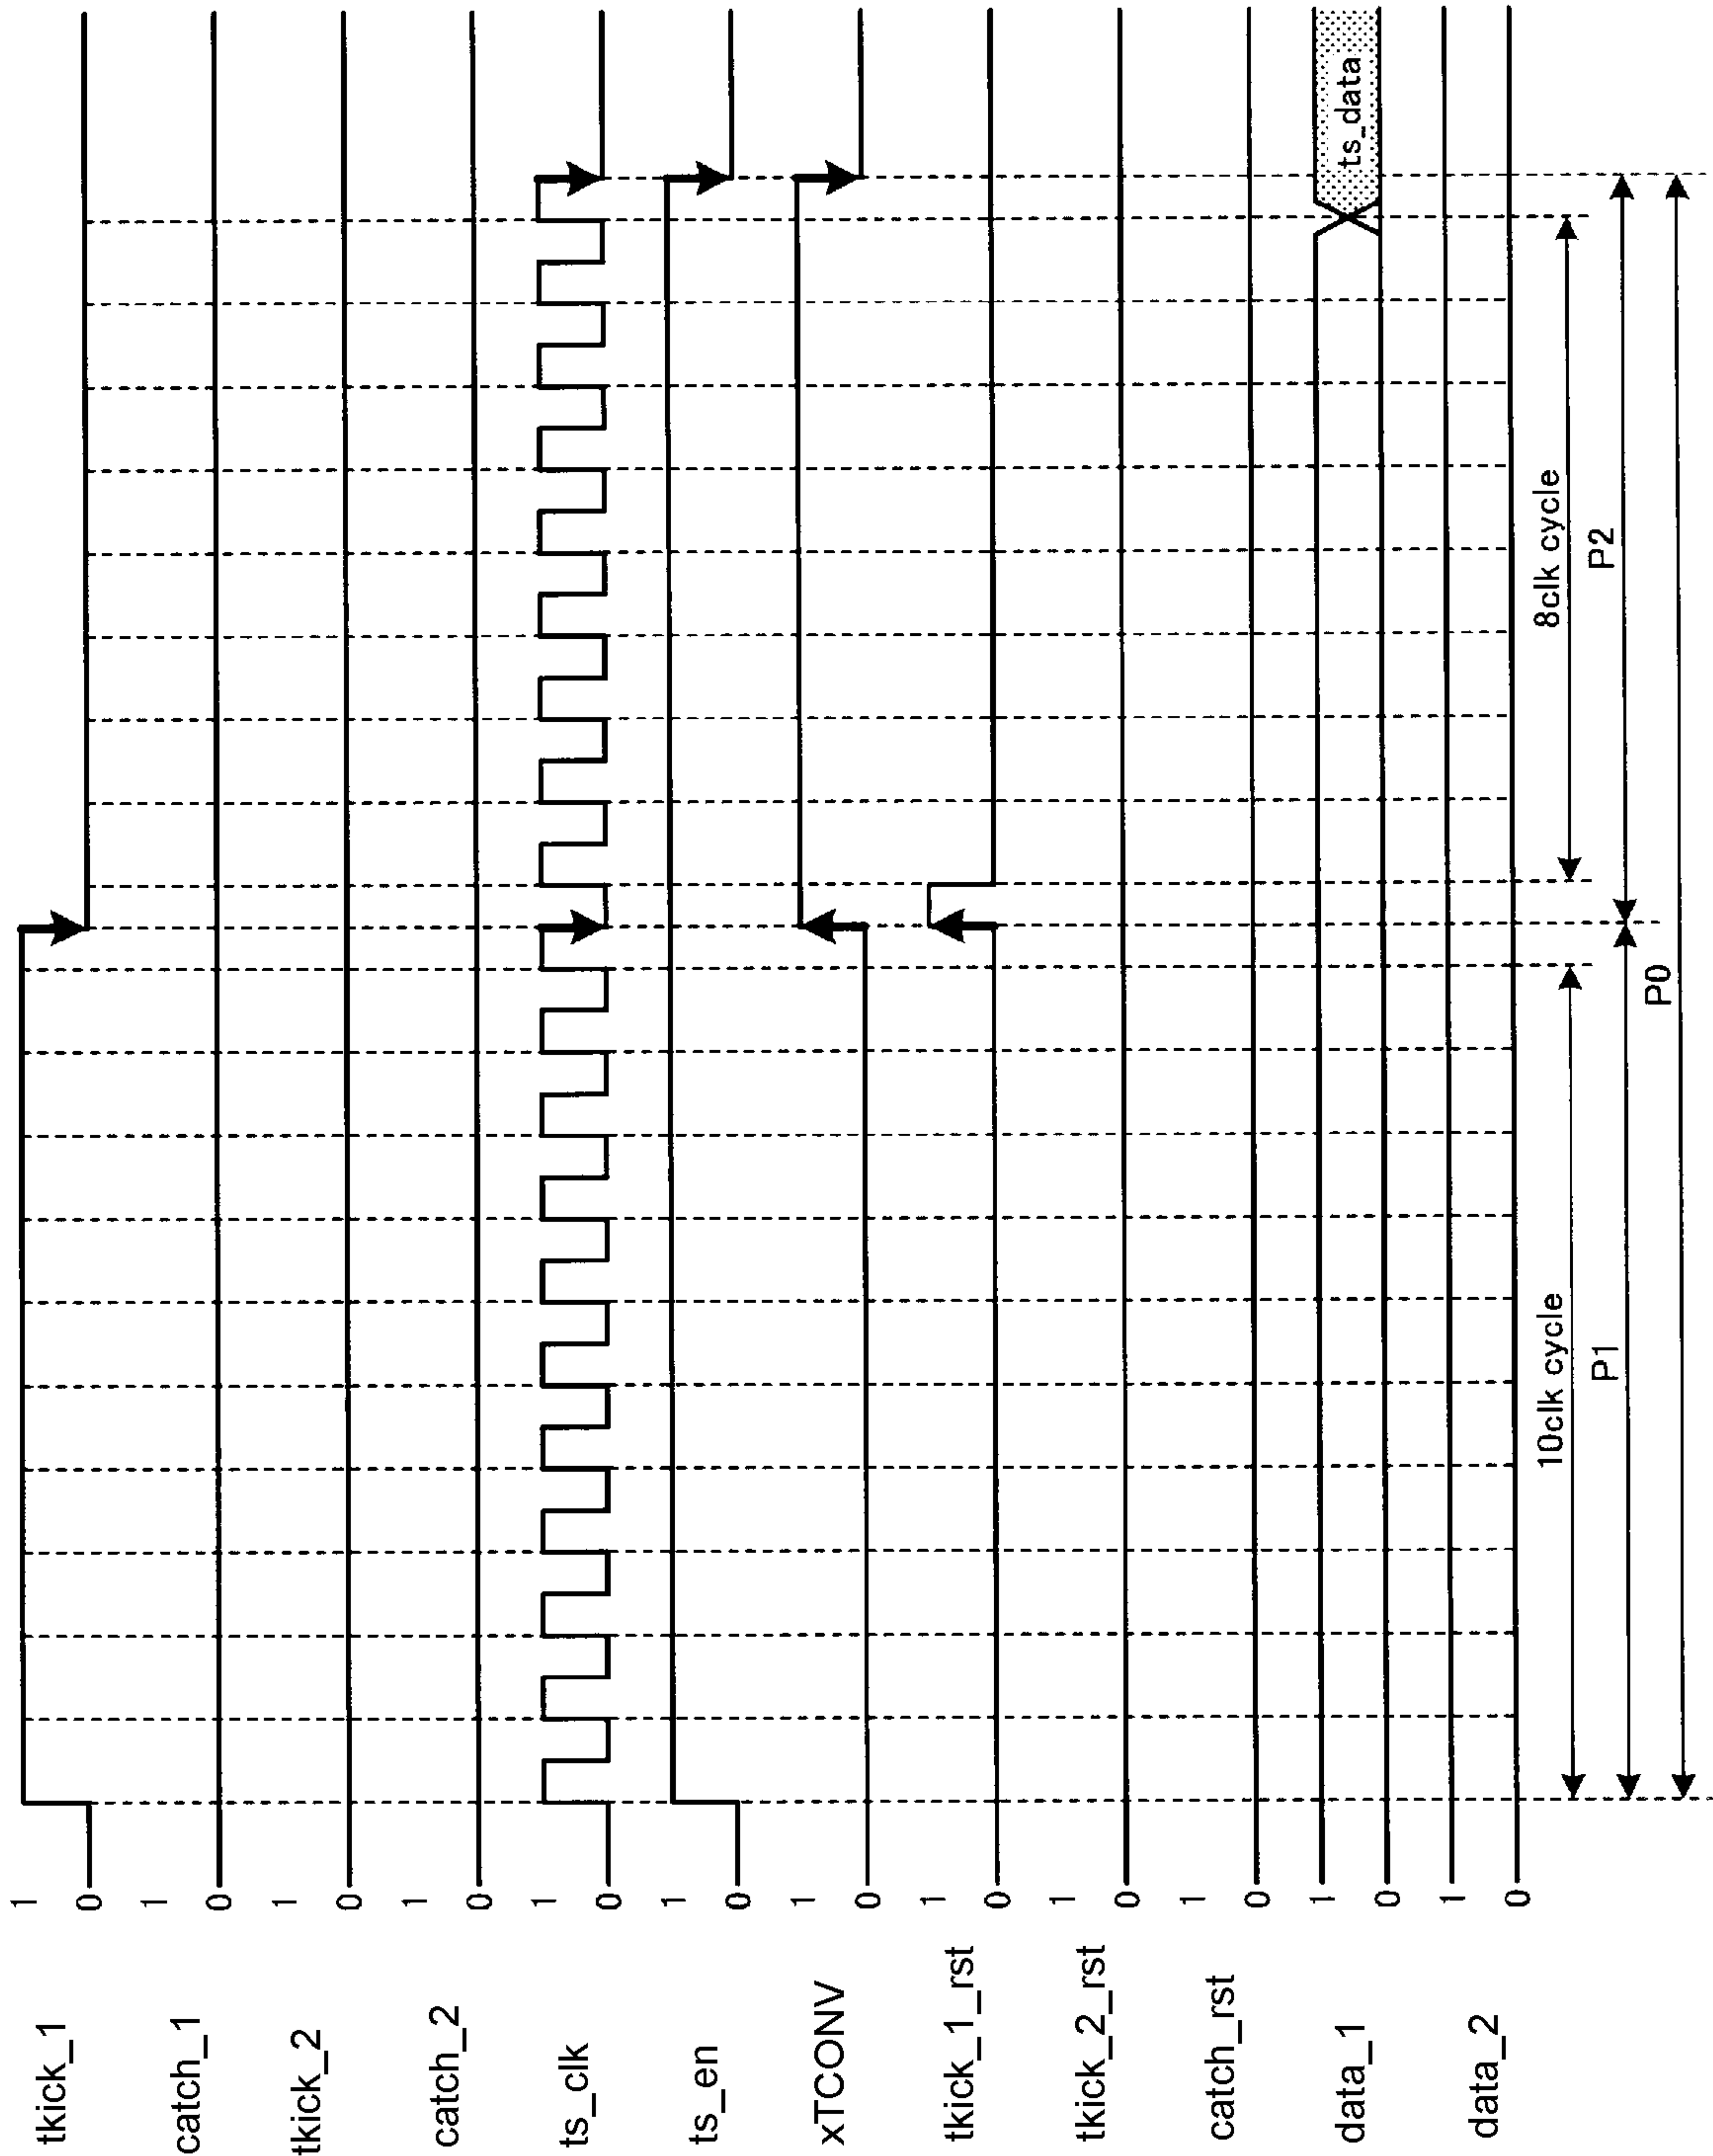 tkick_1 1 0
catch_1 1 0
tkick_2 1 0
catch_2 1 0
ts_clk 1 0
ts_en 1 0
xTCONV 1 0
tkick_1_rst 1 0
tkick_2_rst 1 0
catch_rst 1 0
data_1 1 0 ts_data
data_2 1 0
10clk cycle 8clk cycle
P1 P2
P0